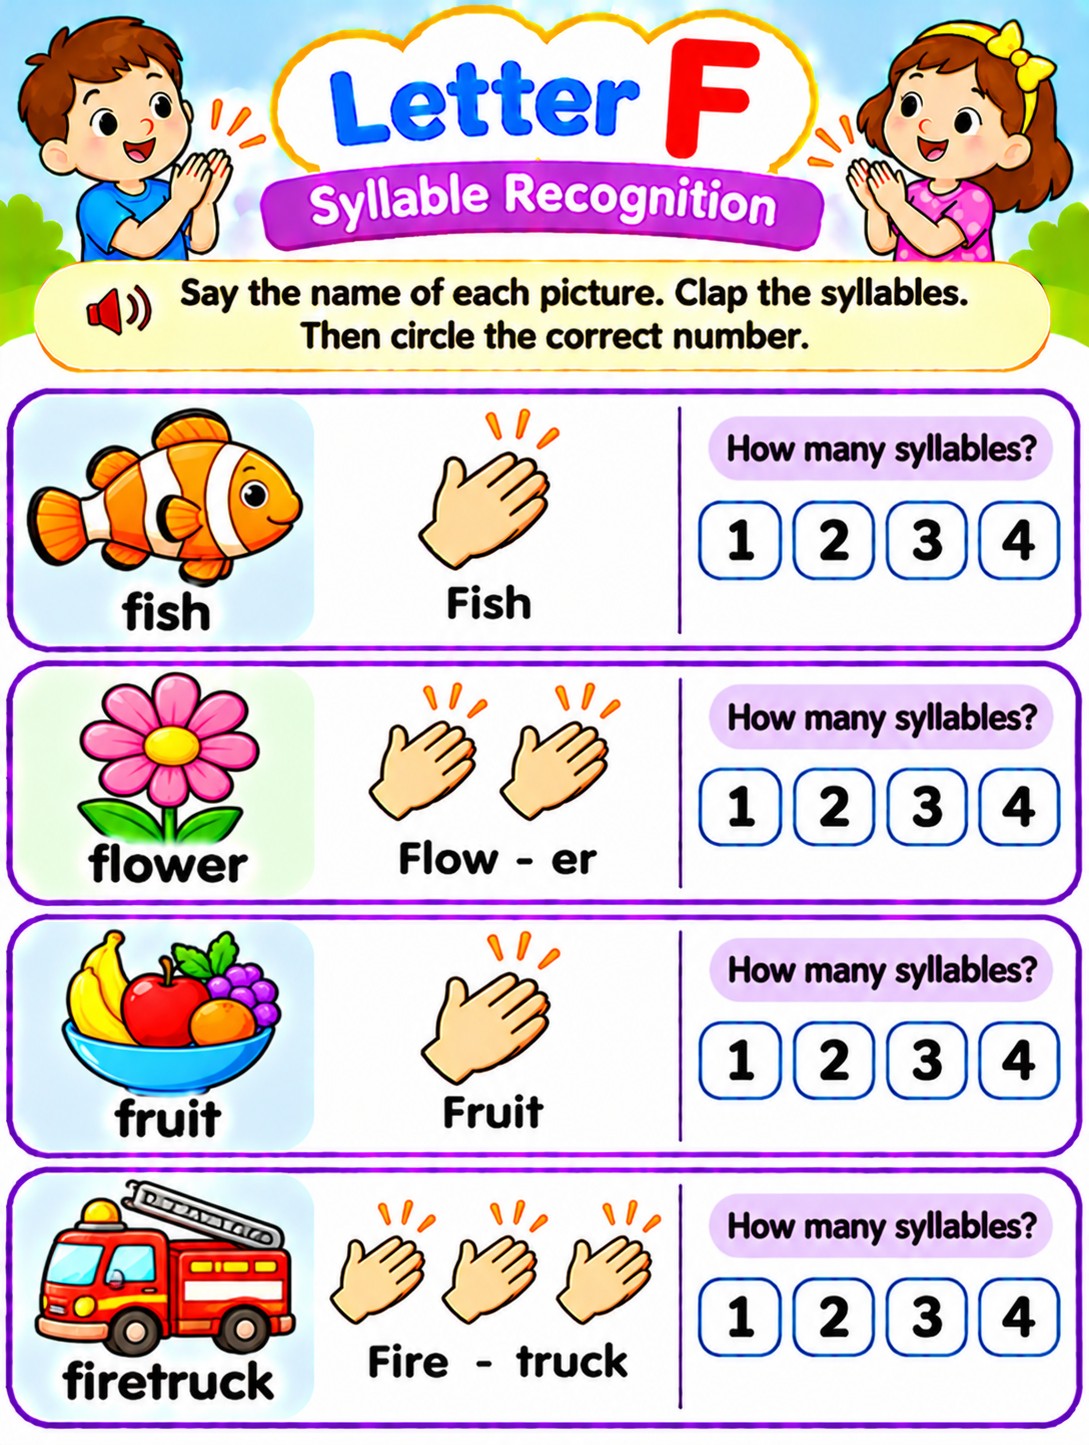 Letter F
Syllable Recognition
Say the name of each picture. Clap the syllables.
Then circle the correct number.
fish
Fish
How many syllables?
1 2 3 4
flower
Flow - er
How many syllables?
1 2 3 4
fruit
Fruit
How many syllables?
1 2 3 4
firetruck
Fire - truck
How many syllables?
1 2 3 4